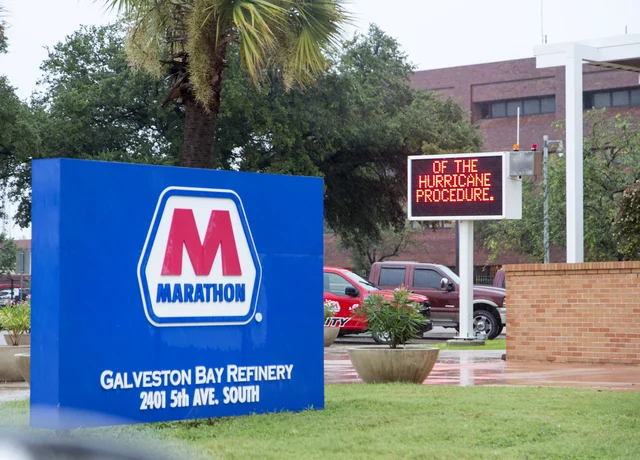 M
MARATHON
GALVESTON BAY REFINERY
2401 5th AVE. SOUTH
OF THE
HURRICANE
PROCEDURE.